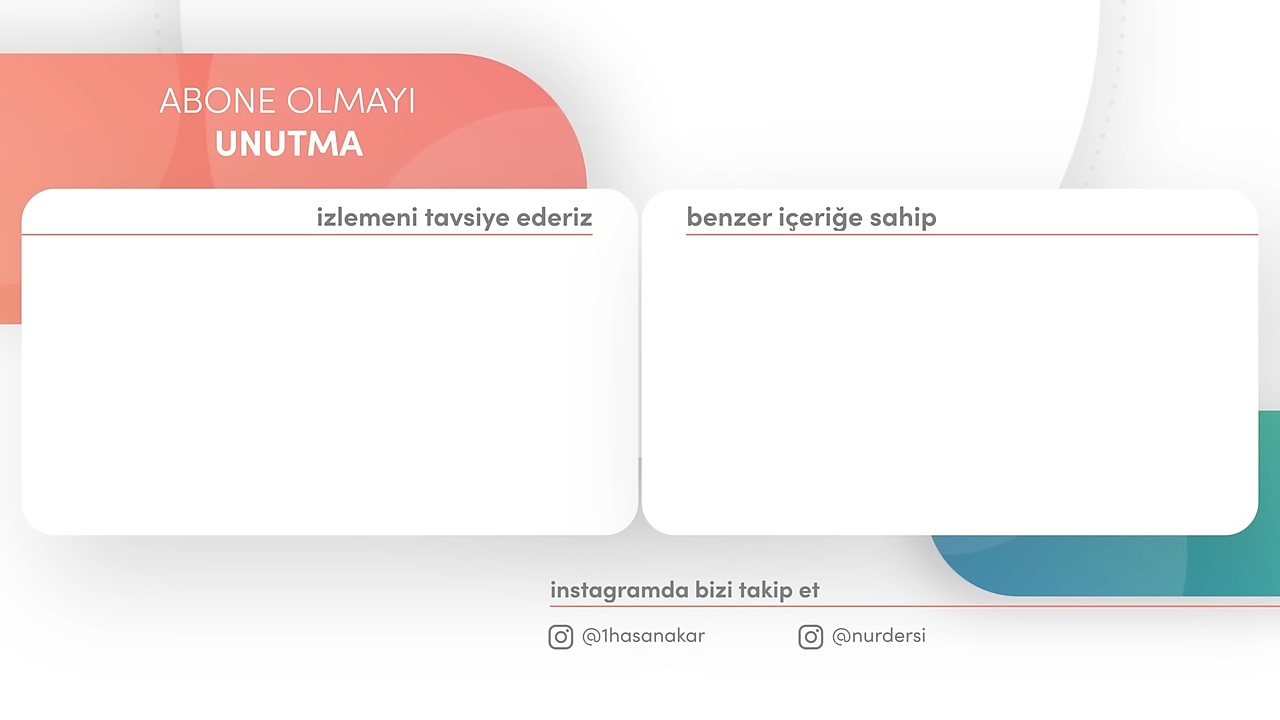 ABONE OLMAYI
UNUTMA
izlemeni tavsiye ederiz
benzer içeriğe sahip
instagramda bizi takip et
@1hasanakar
@nurdersi